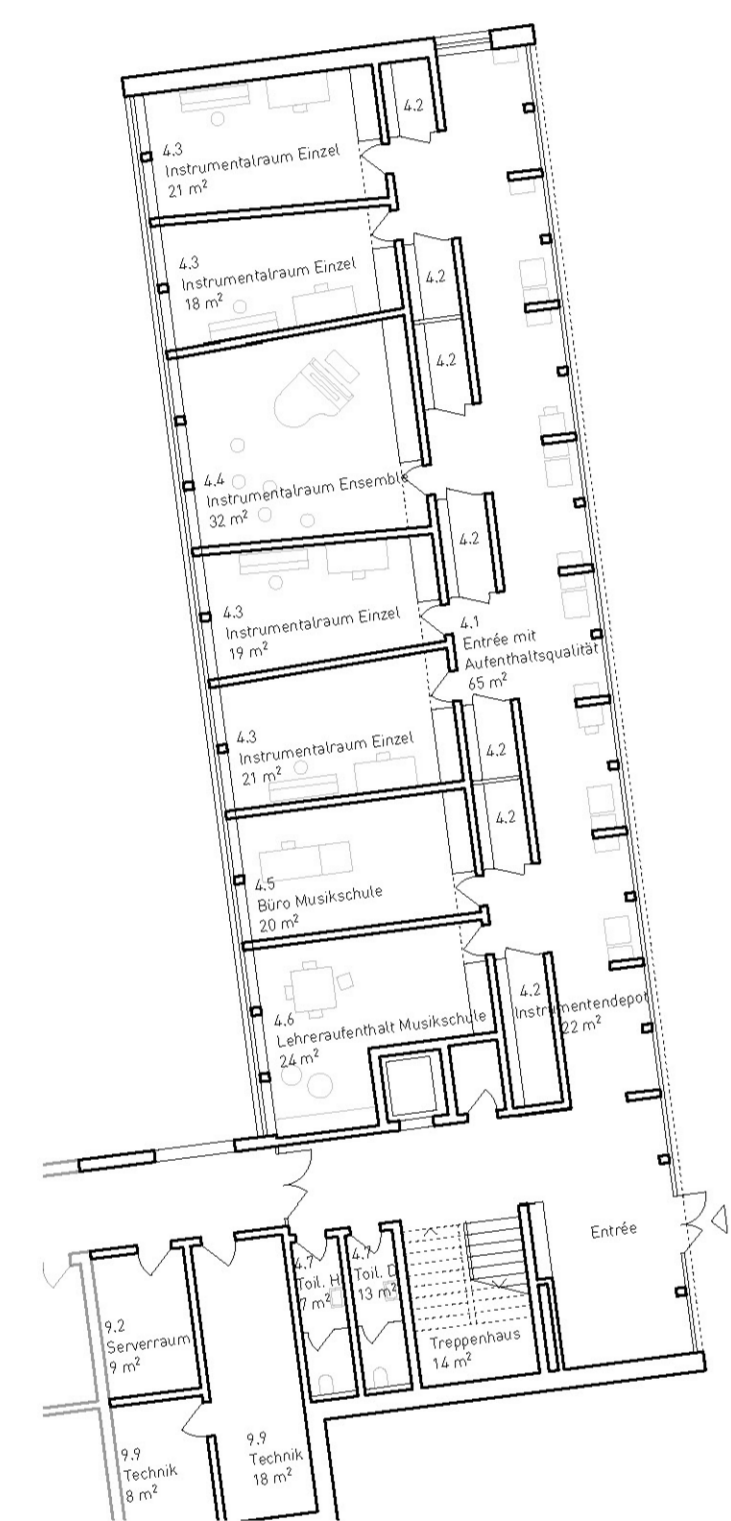 4.2
4.3
Instrumentalraum Einzel
21 m²
4.3
Instrumentalraum Einzel
18 m²
4.2
4.2
4.4
Instrumentalraum Ensemble
32 m²
4.2
4.3
Instrumentalraum Einzel
19 m²
4.1
Entrée mit
Aufenthaltsqualität
65 m²
4.3
Instrumentalraum Einzel
21 m²
4.2
4.2
4.5
Büro Musikschule
20 m²
4.6
Lehreraufenthalt Musikschule
24 m²
4.2
Instrumentendepot
22 m²
Entrée
4.7
Toil. H
7 m²
4.7
Toil. D
13 m²
Treppenhaus
14 m²
9.2
Serverraum
9 m²
9.9
Technik
18 m²
9.9
Technik
8 m²